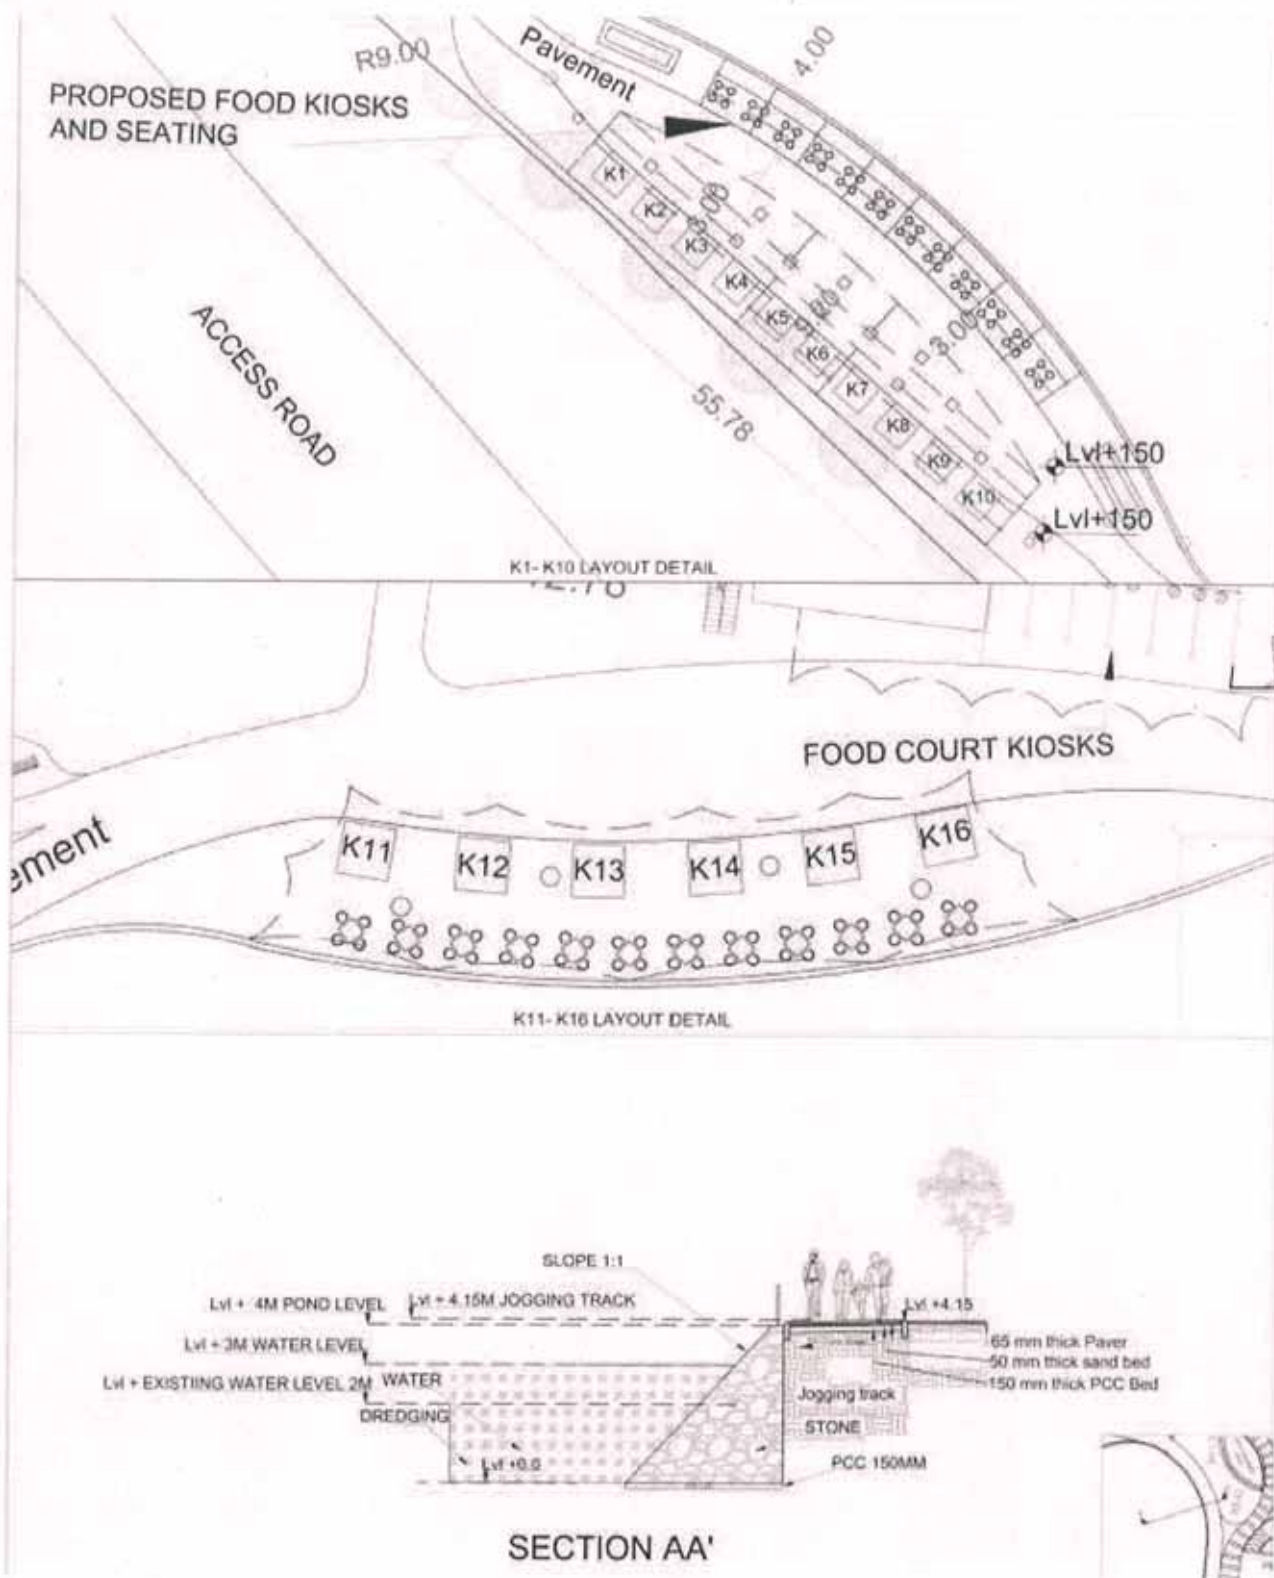 R9.00
Pavement
4.00
PROPOSED FOOD KIOSKS
AND SEATING
K1
K2
K3
K4
K5
K6
K7
K8
K9
K10
3.00
55.78
ACCESS ROAD
Lvl+150
Lvl+150
K1- K10 LAYOUT DETAIL
FOOD COURT KIOSKS
ement
K11
K12
K13
K14
K15
K16
K11- K16 LAYOUT DETAIL
SLOPE 1:1
Lvl + 4M POND LEVEL
Lvl + 4.15M JOGGING TRACK
Lvl +4.15
Lvl + 3M WATER LEVEL
65 mm thick Paver
50 mm thick sand bed
150 mm thick PCC Bed
Lvl + EXISTIING WATER LEVEL 2M
WATER
DREDGING
Jogging track
STONE
Lvl +0.0
PCC 150MM
SECTION AA'